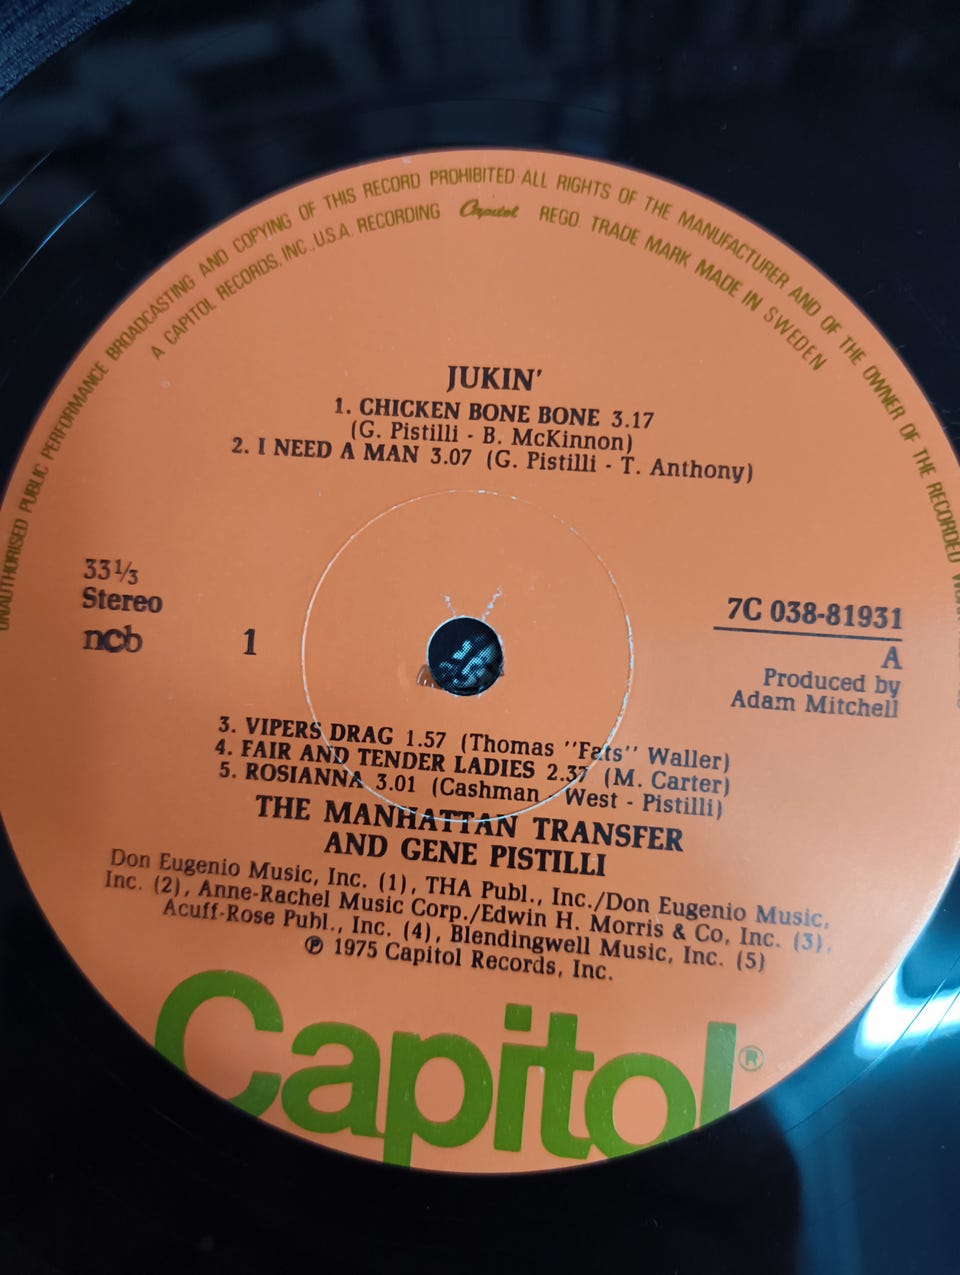 UNAUTHORISED PUBLIC PERFORMANCE BROADCASTING AND COPYING OF THIS RECORD PROHIBITED ALL RIGHTS OF THE MANUFACTURER AND OF THE OWNER OF THE RECORDED
A CAPITOL RECORDS, INC., U.S.A. RECORDING Capitol REGD. TRADE MARK MADE IN SWEDEN
JUKIN'
1. CHICKEN BONE BONE 3.17
(G. Pistilli - B. McKinnon)
2. I NEED A MAN 3.07 (G. Pistilli - T. Anthony)
33 1/3
Stereo
ncb
1
7C 038-81931
A
Produced by
Adam Mitchell
3. VIPERS DRAG 1.57 (Thomas "Fats" Waller)
4. FAIR AND TENDER LADIES 2.37 (M. Carter)
5. ROSIANNA 3.01 (Cashman - West - Pistilli)
THE MANHATTAN TRANSFER
AND GENE PISTILLI
Don Eugenio Music, Inc. (1), THA Publ., Inc./Don Eugenio Music,
Inc. (2), Anne-Rachel Music Corp./Edwin H. Morris & Co, Inc. (3),
Acuff-Rose Publ., Inc. (4), Blendingwell Music, Inc. (5)
℗ 1975 Capitol Records, Inc.
Capitol®